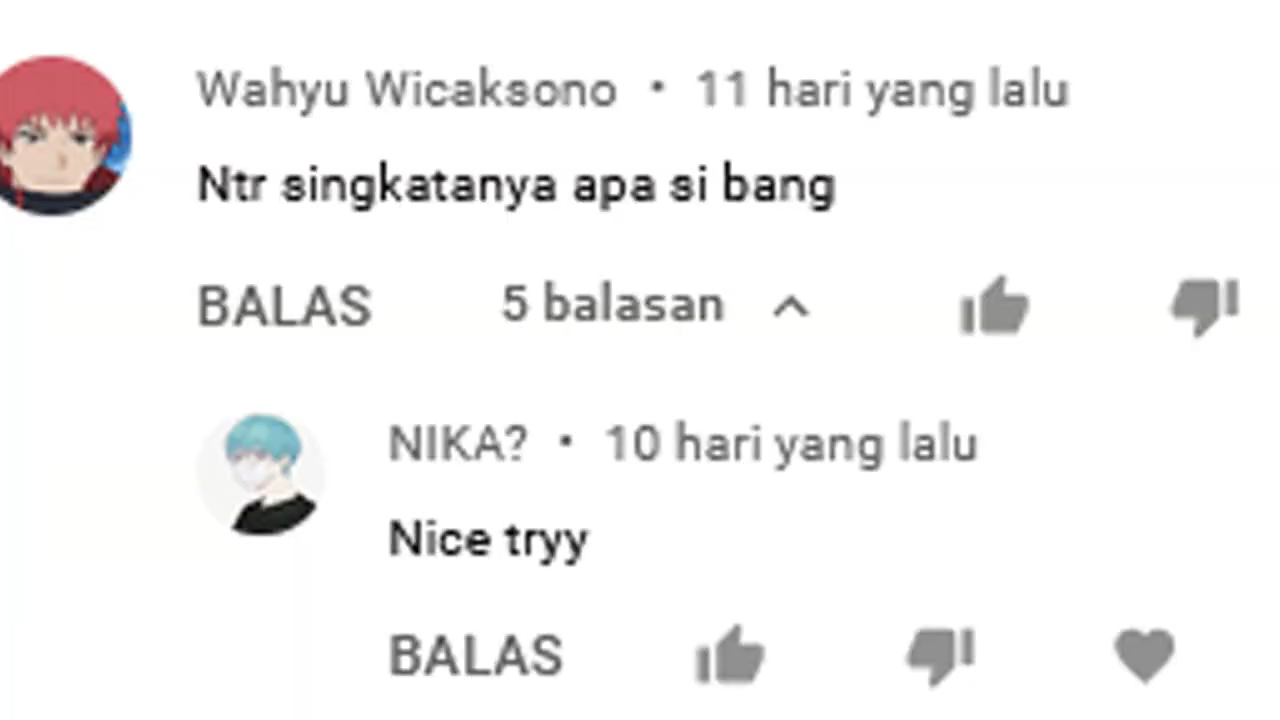 Wahyu Wicaksono • 11 hari yang lalu
Ntr singkatanya apa si bang
BALAS 5 balasan
NIKA? • 10 hari yang lalu
Nice tryy
BALAS